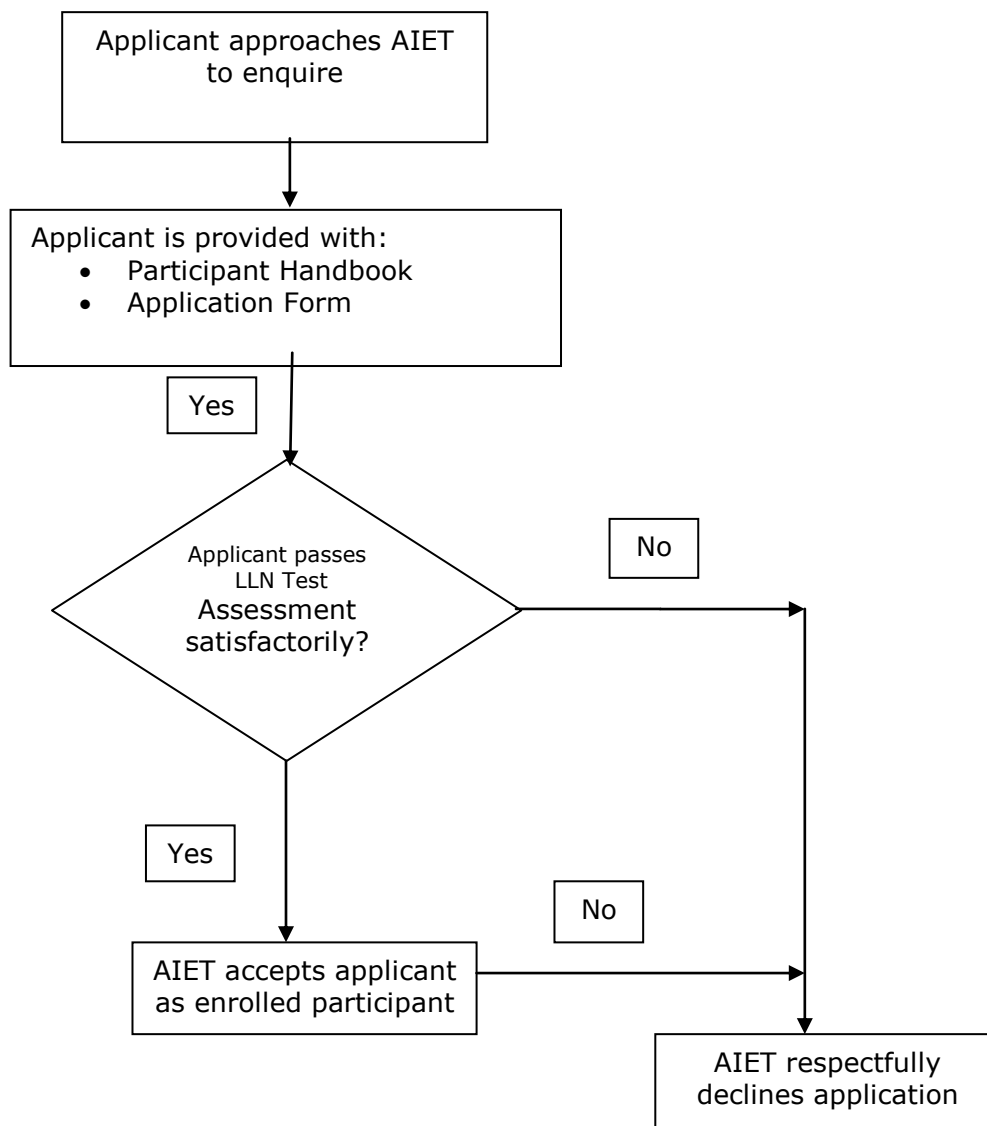 Applicant approaches AIET
to enquire
Applicant is provided with:
• Participant Handbook
• Application Form
Yes
Applicant passes
LLN Test
Assessment
satisfactorily?
No
Yes
No
AIET accepts applicant
as enrolled participant
AIET respectfully
declines application